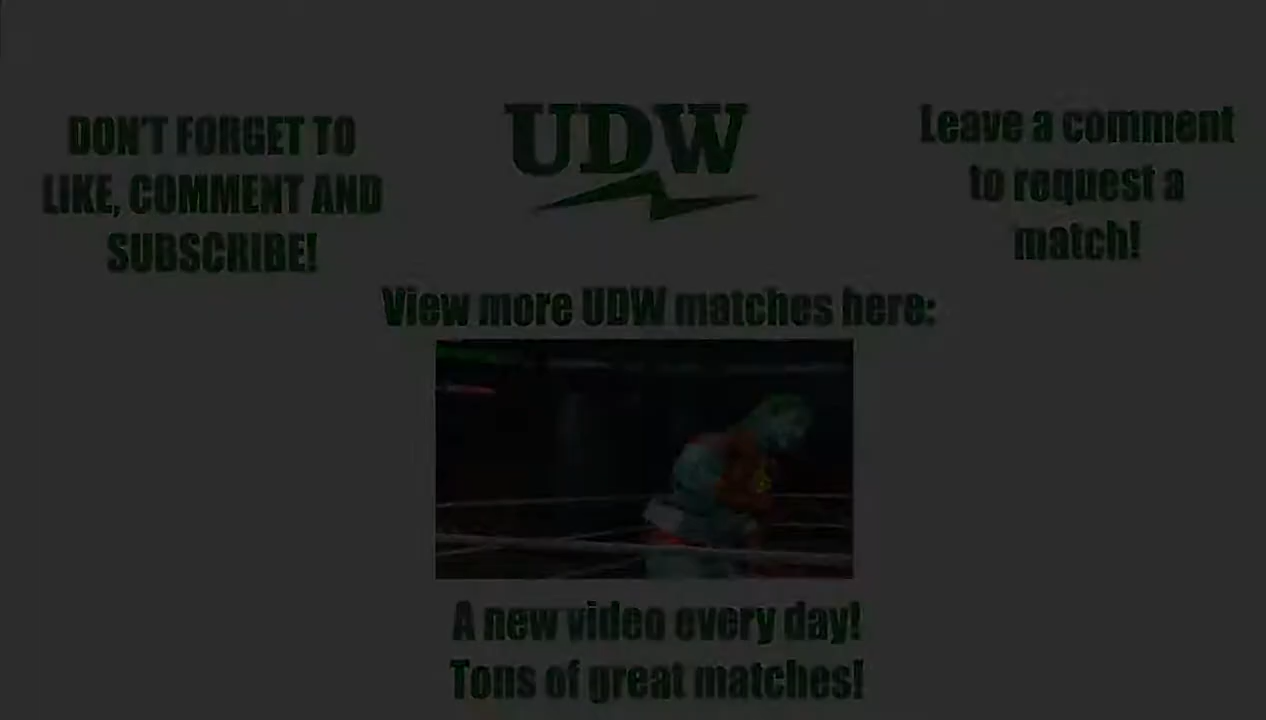 DON'T FORGET TO
LIKE, COMMENT AND
SUBSCRIBE!
UDW
Leave a comment
to request a
match!
View more UDW matches here:
A new video every day!
Tons of great matches!